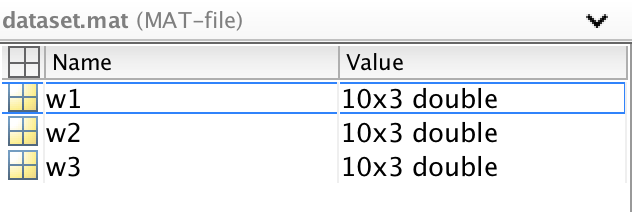 dataset.mat (MAT-file)
Name Value
w1 10x3 double
w2 10x3 double
w3 10x3 double